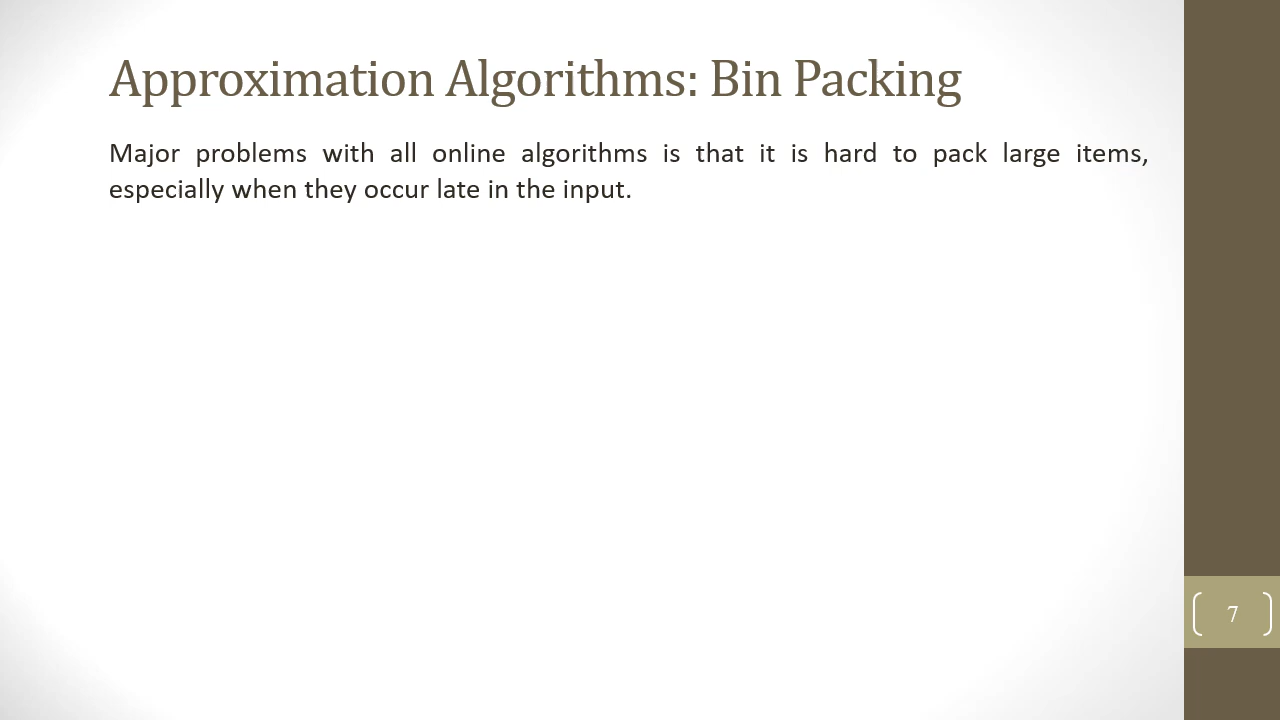 Approximation Algorithms: Bin Packing
Major problems with all online algorithms is that it is hard to pack large items,
especially when they occur late in the input.
7